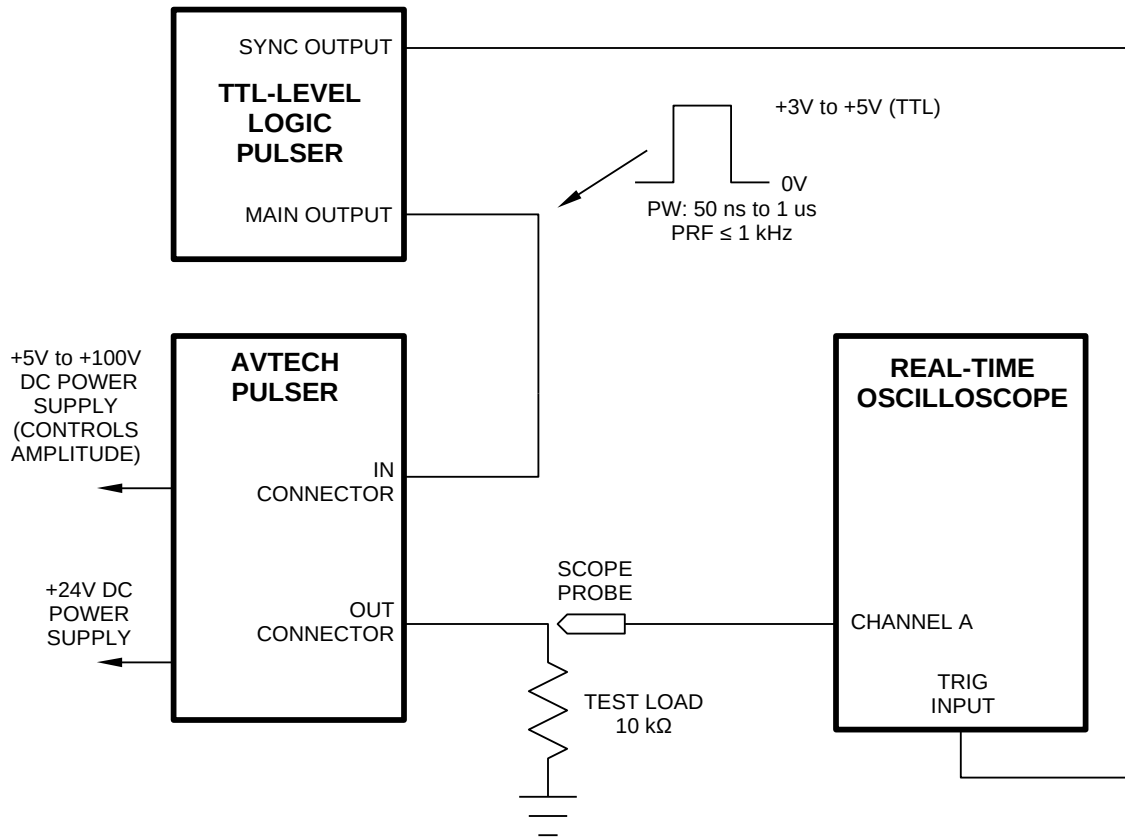 SYNC OUTPUT
TTL-LEVEL
LOGIC
PULSER
MAIN OUTPUT
+3V to +5V (TTL)
0V
PW: 50 ns to 1 us
PRF ≤ 1 kHz
+5V to +100V
DC POWER
SUPPLY
(CONTROLS
AMPLITUDE)
AVTECH
PULSER
IN
CONNECTOR
+24V DC
POWER
SUPPLY
OUT
CONNECTOR
SCOPE
PROBE
TEST LOAD
10 kΩ
REAL-TIME
OSCILLOSCOPE
CHANNEL A
TRIG
INPUT